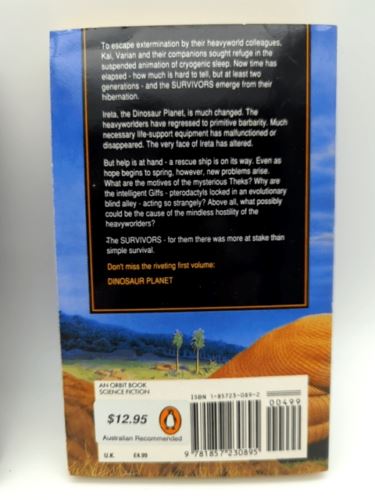 To escape extermination by their heavyworld colleagues,
Kai, Varian and their companions sought refuge in the
suspended animation of cryogenic sleep. Now time has
elapsed - how much is hard to tell, but at least two
generations - and the SURVIVORS emerge from their
hibernation.
Ireta, the Dinosaur Planet, is much changed. The
heavyworlders have regressed to primitive barbarity. Much
necessary life-support equipment has malfunctioned or
disappeared. The very face of Ireta has altered.
But help is at hand - a rescue ship is on its way. Even as
hope begins to spring, however, new problems arise.
What are the motives of the mysterious Theks? Why are
the intelligent Giffs - pterodactyls locked in an evolutionary
blind alley - acting so strangely? Above all, what possibly
could be the cause of the mindless hostility of the
heavyworlders?
The SURVIVORS - for them there was more at stake than
simple survival.
Don't miss the riveting first volume:
DINOSAUR PLANET
AN ORBIT BOOK
SCIENCE FICTION
$12.95
Australian Recommended
U.K. £4.99
ISBN 1-85723-089-2
00499
9 781857 230895